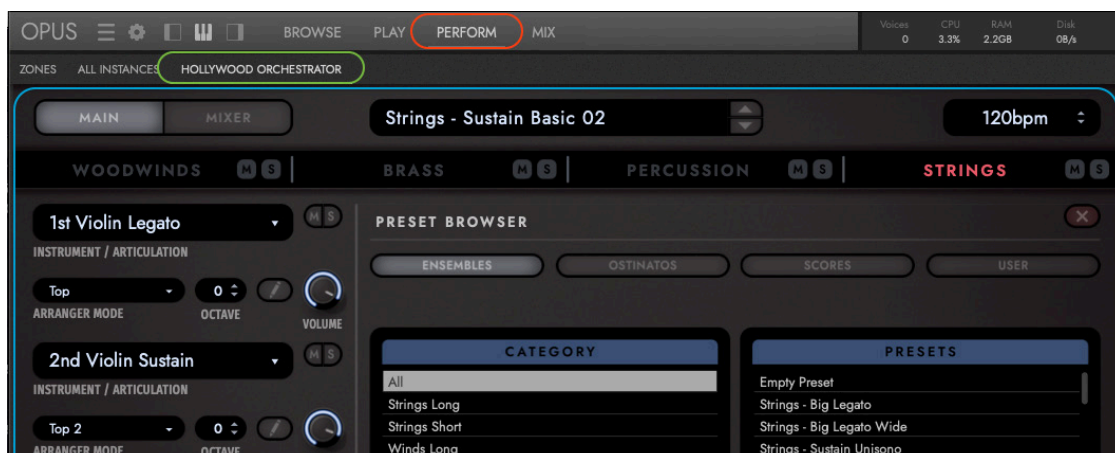 OPUS BROWSE PLAY PERFORM MIX Voices CPU RAM Disk
0 3.3% 2.2GB 0B/s
ZONES ALL INSTANCES HOLLYWOOD ORCHESTRATOR
MAIN MIXER Strings - Sustain Basic 02 120bpm
WOODWINDS M S BRASS M S PERCUSSION M S STRINGS M S
1st Violin Legato M S
INSTRUMENT / ARTICULATION
Top 0
ARRANGER MODE OCTAVE VOLUME
2nd Violin Sustain M S
INSTRUMENT / ARTICULATION
Top 2 0
ARRANGER MODE OCTAVE
PRESET BROWSER X
ENSEMBLES OSTINATOS SCORES USER
CATEGORY
All
Strings Long
Strings Short
Winds Long
PRESETS
Empty Preset
Strings - Big Legato
Strings - Big Legato Wide
Strings - Sustain Unisono